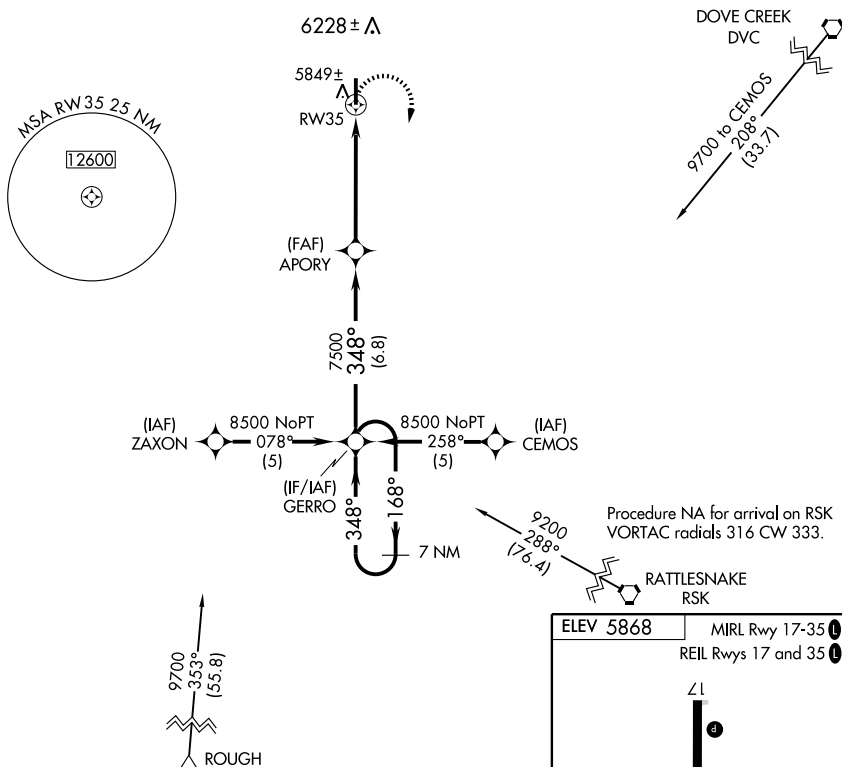 6228±
DOVE CREEK
DVC
9700 to CEMOS
208°
(33.7)
5849±
RW35
MSA RW35 25 NM
12600
(FAF)
APORY
7500
348°
(6.8)
(IAF)
ZAXON
8500 NoPT
078°
(5)
8500 NoPT
258°
(5)
(IAF)
CEMOS
(IF/IAF)
GERRO
348°
168°
7 NM
9200
288°
(76.4)
Procedure NA for arrival on RSK
VORTAC radials 316 CW 333.
RATTLESNAKE
RSK
9700
353°
(55.8)
ROUGH
ELEV 5868
MIRL Rwy 17-35 L
REIL Rwys 17 and 35 L
17
P